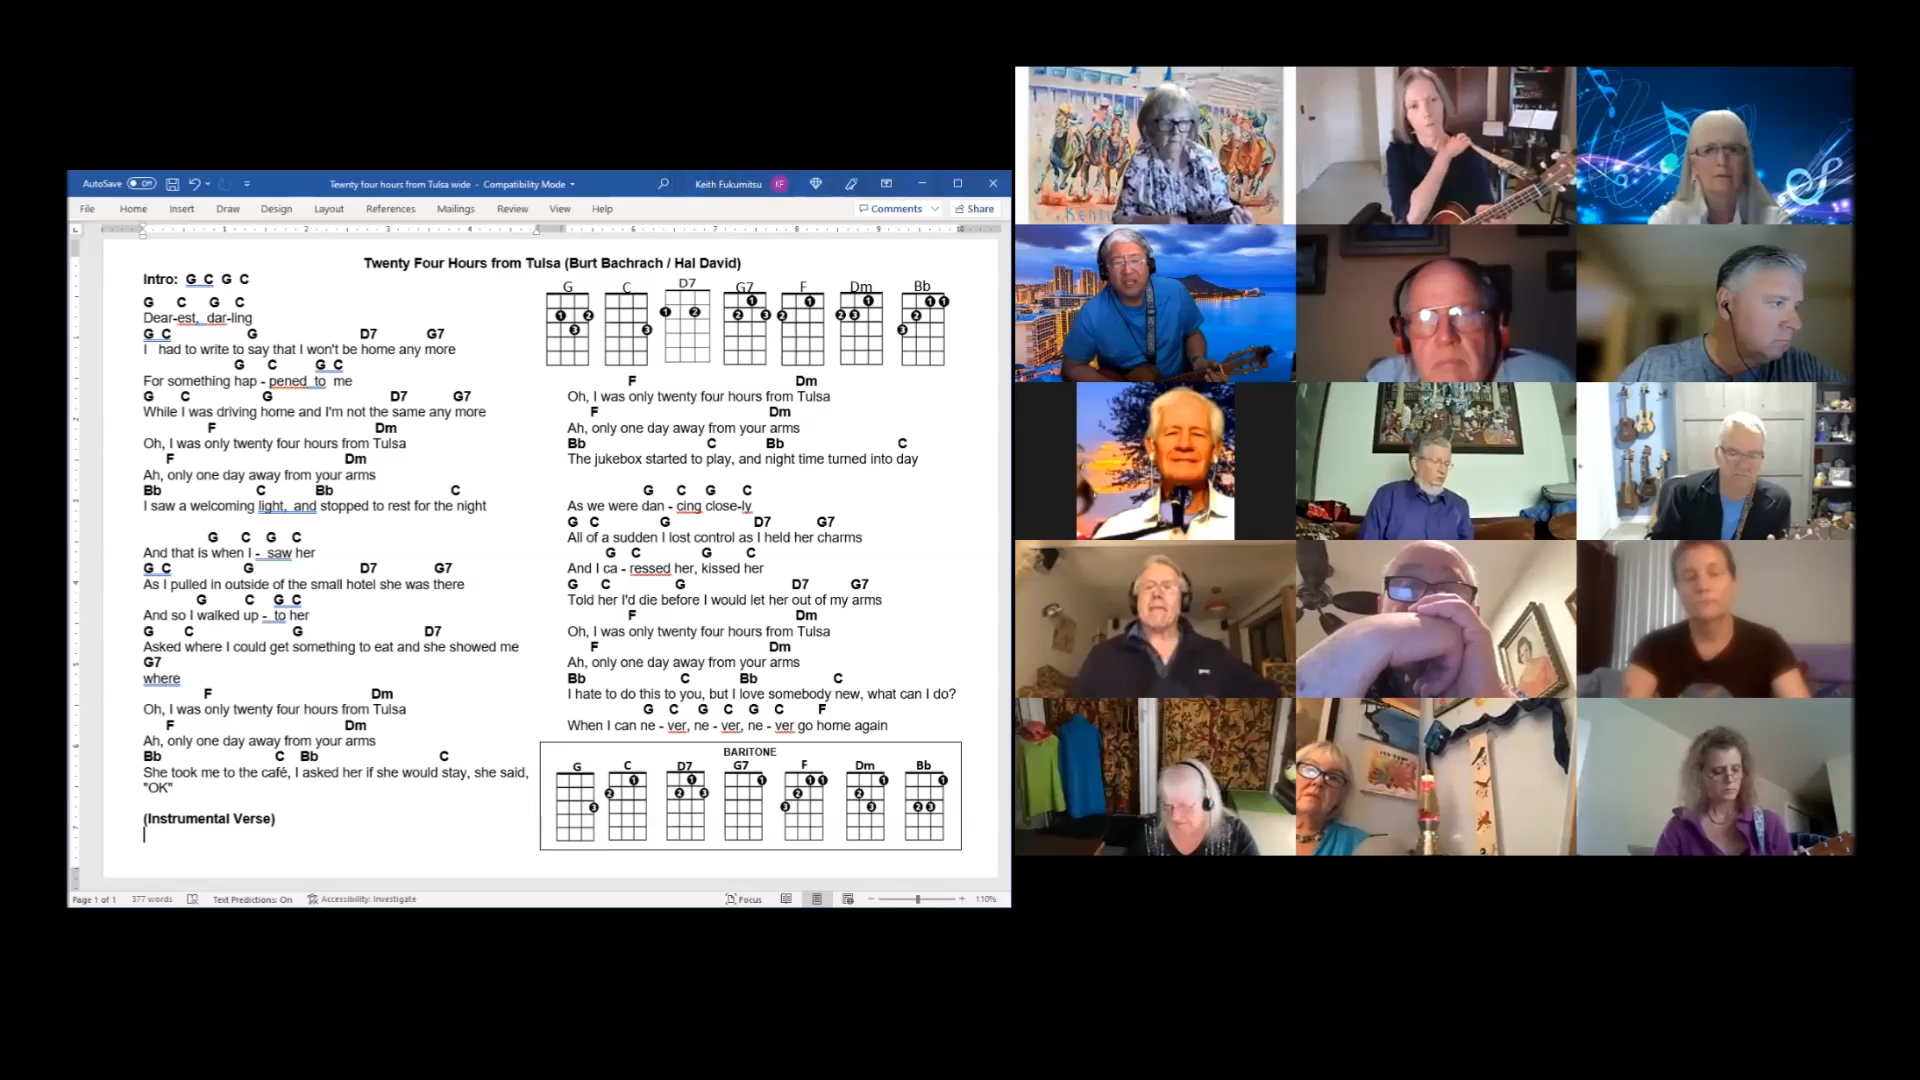 AutoSave Off Twenty four hours from Tulsa wide - Compatibility Mode Keith Fukumitsu KF
File Home Insert Draw Design Layout References Mailings Review View Help Comments Share
Twenty Four Hours from Tulsa (Burt Bachrach / Hal David)
Intro: G C G C
G C G C
Dear-est, dar-ling
G C G D7 G7
I had to write to say that I won't be home any more
G C G C
For something hap - pened to me
G C G D7 G7
While I was driving home and I'm not the same any more
F Dm
Oh, I was only twenty four hours from Tulsa
F Dm
Ah, only one day away from your arms
Bb C Bb C
I saw a welcoming light, and stopped to rest for the night
G C G C
And that is when I - saw her
G C G D7 G7
As I pulled in outside of the small hotel she was there
G C G C
And so I walked up - to her
G C G D7
Asked where I could get something to eat and she showed me
G7
where
F Dm
Oh, I was only twenty four hours from Tulsa
F Dm
Ah, only one day away from your arms
Bb C Bb C
She took me to the café, I asked her if she would stay, she said,
"OK"
(Instrumental Verse)
G C D7 G7 F Dm Bb
F Dm
Oh, I was only twenty four hours from Tulsa
F Dm
Ah, only one day away from your arms
Bb C Bb C
The jukebox started to play, and night time turned into day
G C G C
As we were dan - cing close-ly
G C G D7 G7
All of a sudden I lost control as I held her charms
G C G C
And I ca - ressed her, kissed her
G C G D7 G7
Told her I'd die before I would let her out of my arms
F Dm
Oh, I was only twenty four hours from Tulsa
F Dm
Ah, only one day away from your arms
Bb C Bb C
I hate to do this to you, but I love somebody new, what can I do?
G C G C G C F
When I can ne - ver, ne - ver, ne - ver go home again
BARITONE
G C D7 G7 F Dm Bb
Page 1 of 1 377 words Text Predictions: On Accessibility: Investigate Focus 110%